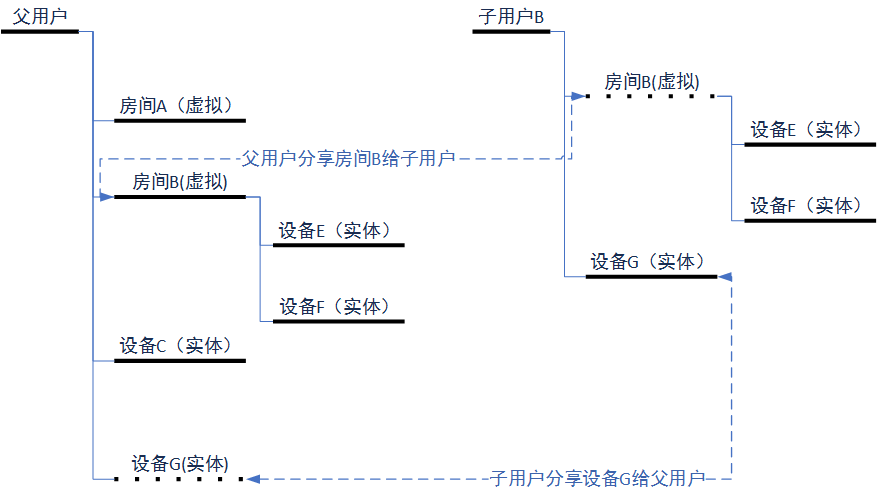 父用户
房间A（虚拟）
父用户分享房间B给子用户
房间B(虚拟)
设备E（实体）
设备F（实体）
设备C（实体）
设备G(实体)
子用户B
房间B(虚拟)
设备E（实体）
设备F（实体）
设备G（实体）
子用户分享设备G给父用户